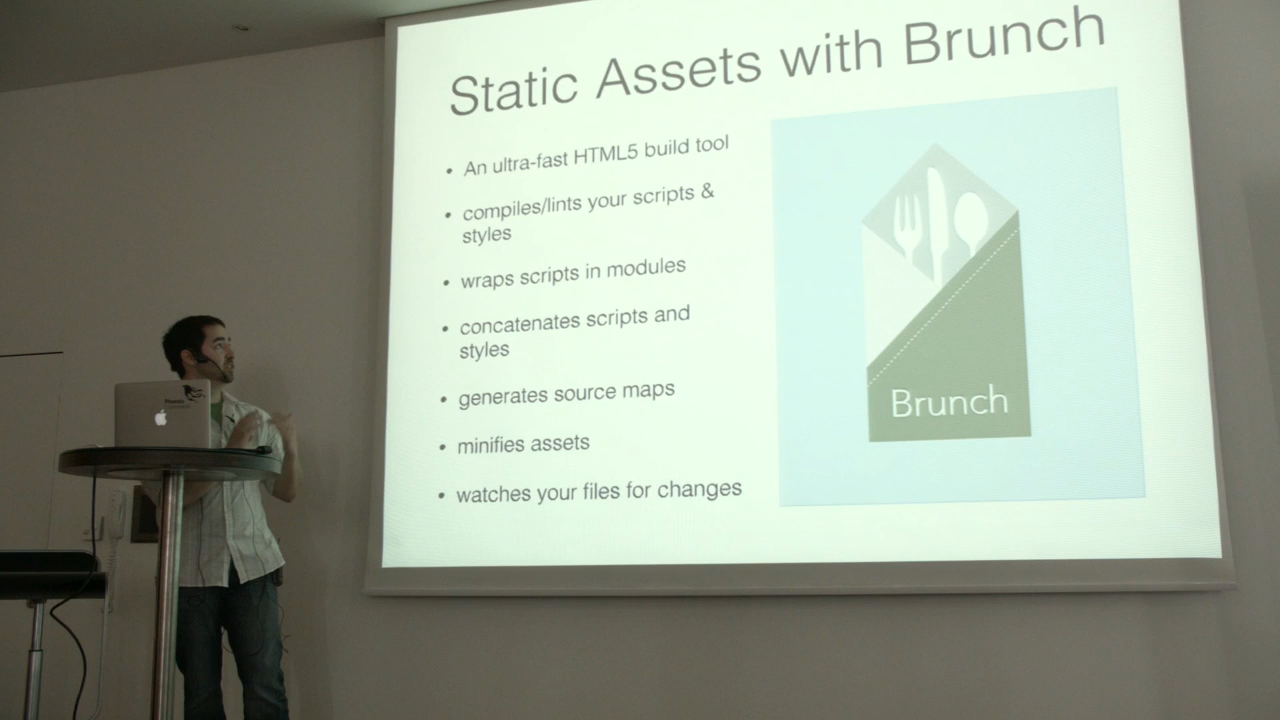 Static Assets with Brunch
• An ultra-fast HTML5 build tool
• compiles/lints your scripts &
styles
• wraps scripts in modules
• concatenates scripts and
styles
• generates source maps
• minifies assets
• watches your files for changes
Brunch
Phoenix